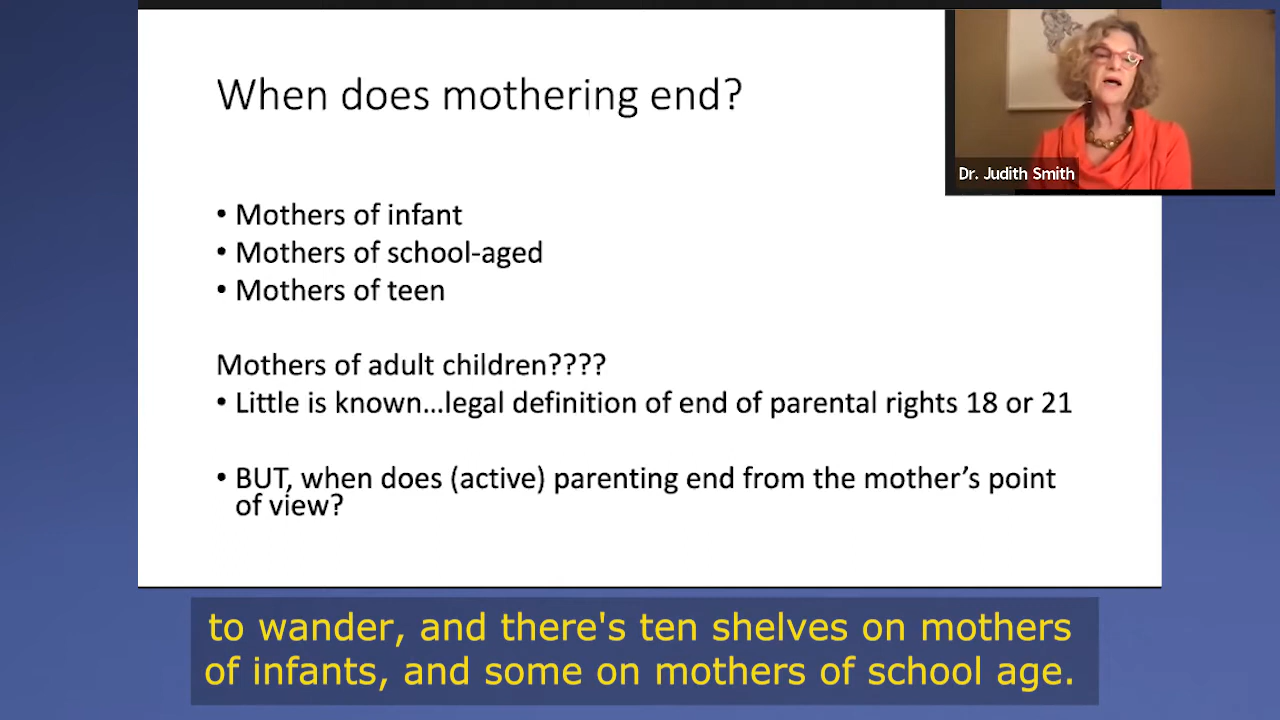 When does mothering end?
Dr. Judith Smith
• Mothers of infant
• Mothers of school-aged
• Mothers of teen
Mothers of adult children????
• Little is known...legal definition of end of parental rights 18 or 21
• BUT, when does (active) parenting end from the mother's point
of view?
to wander, and there's ten shelves on mothers
of infants, and some on mothers of school age.